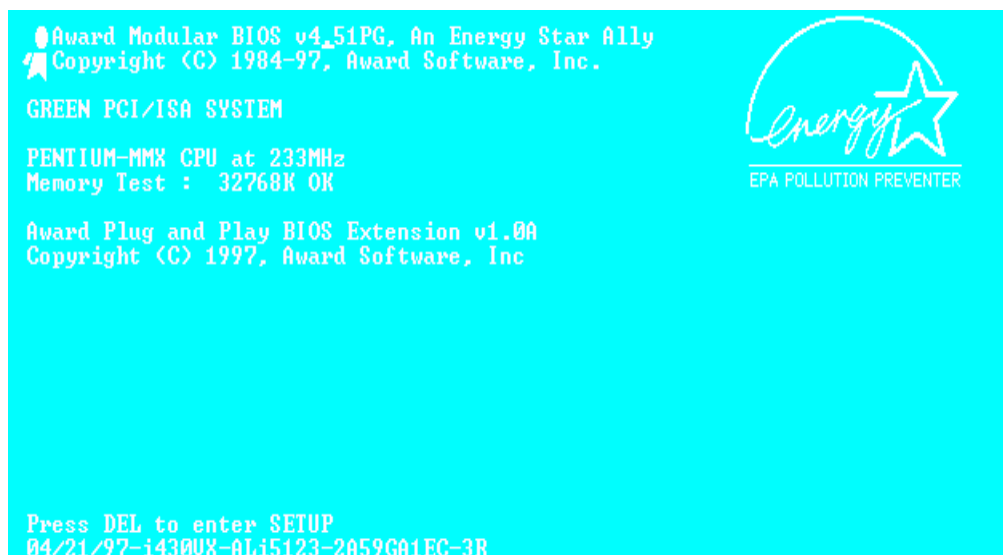 Award Modular BIOS v4.51PG, An Energy Star Ally
Copyright (C) 1984-97, Award Software, Inc.
GREEN PCI/ISA SYSTEM
energy
EPA POLLUTION PREVENTER
PENTIUM-MMX CPU at 233MHz
Memory Test :  32768K OK
Award Plug and Play BIOS Extension v1.0A
Copyright (C) 1997, Award Software, Inc
Press DEL to enter SETUP
04/21/97-i430VX-ALi5123-2A59GA1EC-3R